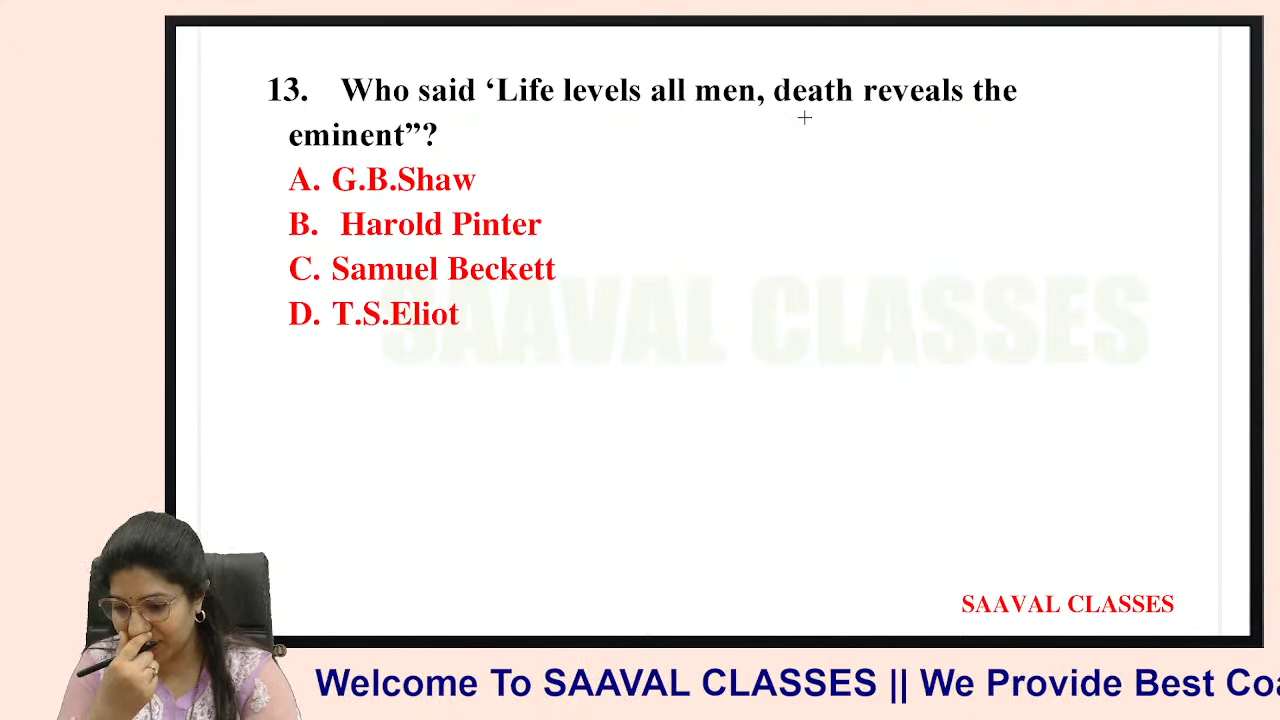 13. Who said ‘Life levels all men, death reveals the
eminent”?
A. G.B.Shaw
B. Harold Pinter
C. Samuel Beckett
D. T.S.Eliot
SAAVAL CLASSES
SAAVAL CLASSES
Welcome To SAAVAL CLASSES || We Provide Best Coa